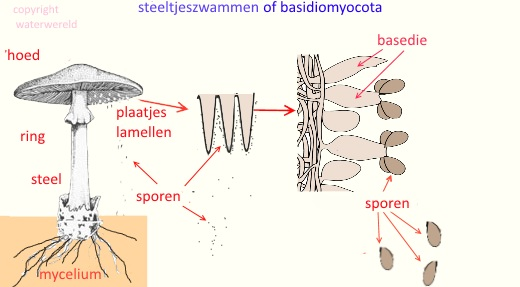 copyright
waterwereld
steeltjeszwammen of basidiomyocota
'hoed
ring
steel
mycelium
plaatjes
lamellen
sporen
basedie
sporen